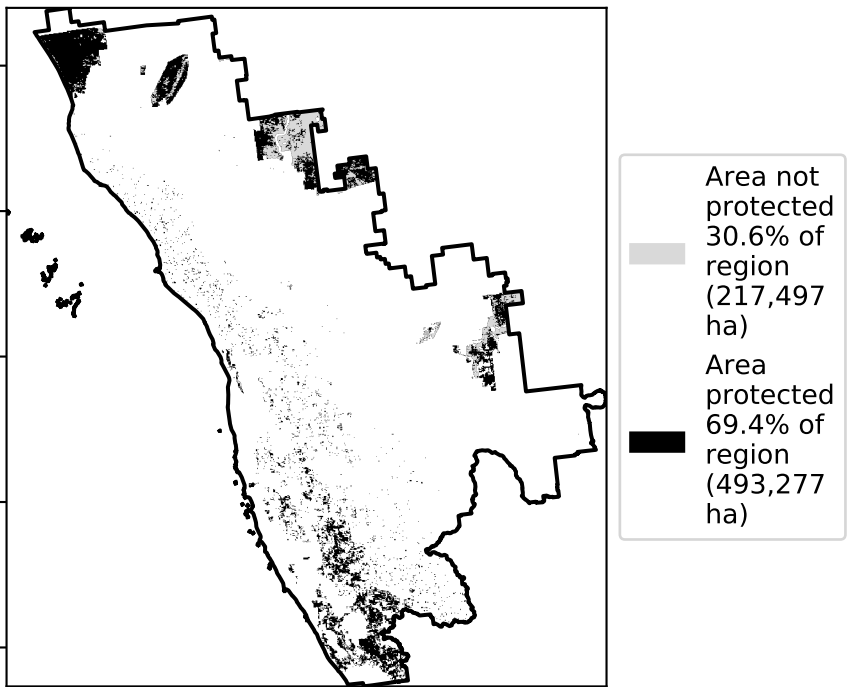 Area not
protected
30.6% of
region
(217,497
ha)
Area
protected
69.4% of
region
(493,277
ha)